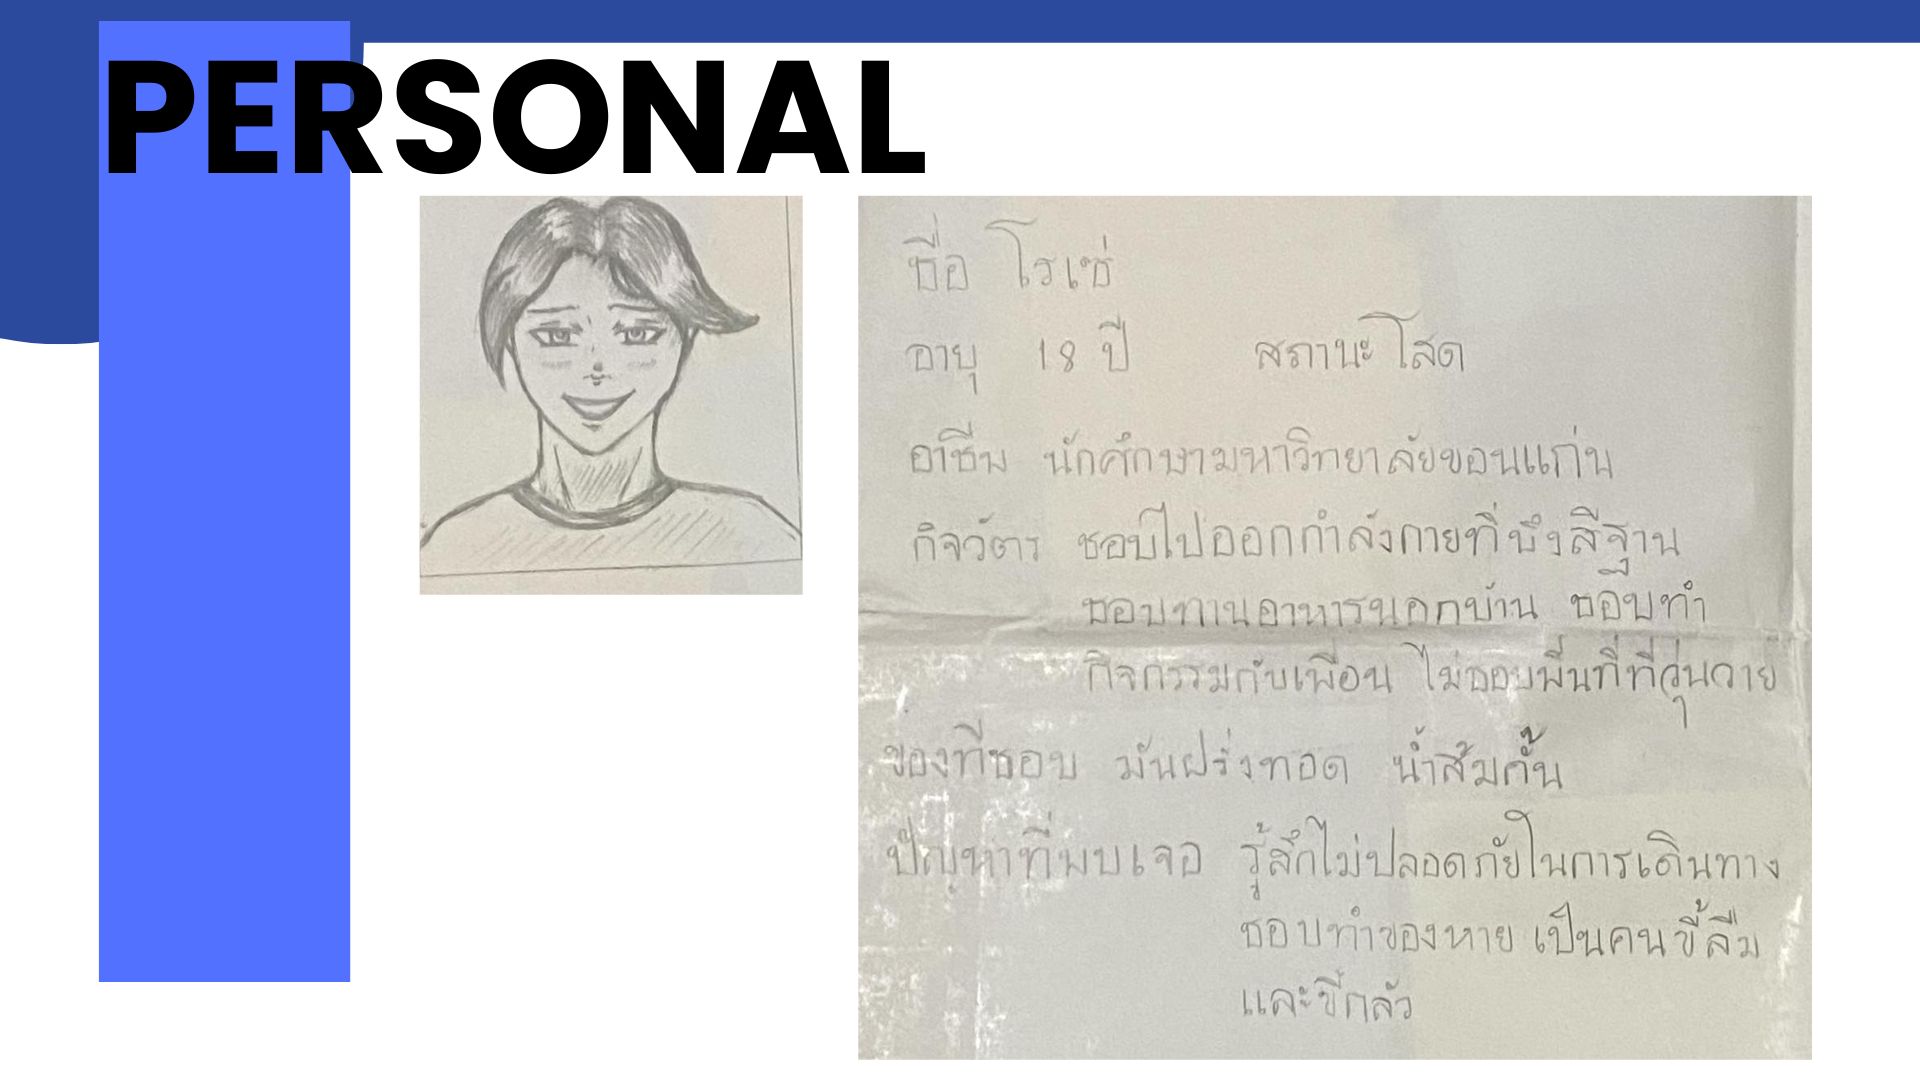 PERSONAL
ชื่อ โรเซ่
อายุ 18 ปี สถานะ โสด
อาชีพ นักศึกษามหาวิทยาลัยขอนแก่น
กิจวัตร ชอบไปออกกำลังกายที่บึงสีฐาน
ชอบทานอาหารนอกบ้าน ชอบทำ
กิจกรรมกับเพื่อน ไม่ชอบพื้นที่ที่วุ่นวาย
ของที่ชอบ มันฝรั่งทอด น้ำส้มคั้น
ปัญหาที่พบเจอ รู้สึกไม่ปลอดภัยในการเดินทาง
ชอบทำของหาย เป็นคนขี้ลืม
และขี้กลัว